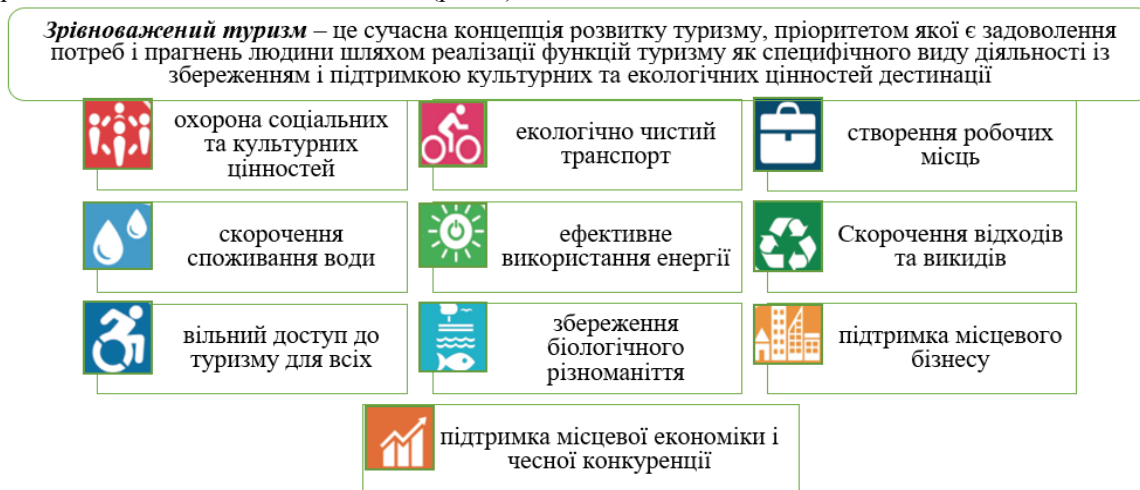 Зрівноважений туризм – це сучасна концепція розвитку туризму, пріоритетом якої є задоволення
потреб і прагнень людини шляхом реалізації функцій туризму як специфічного виду діяльності із
збереженням і підтримкою культурних та екологічних цінностей дестинації
охорона соціальних
та культурних
цінностей
екологічно чистий
транспорт
створення робочих
місць
скорочення
споживання води
ефективне
використання енергії
Скорочення відходів
та викидів
вільний доступ до
туризму для всіх
збереження
біологічного
різноманіття
підтримка місцевого
бізнесу
підтримка місцевої економіки і
чесної конкуренції